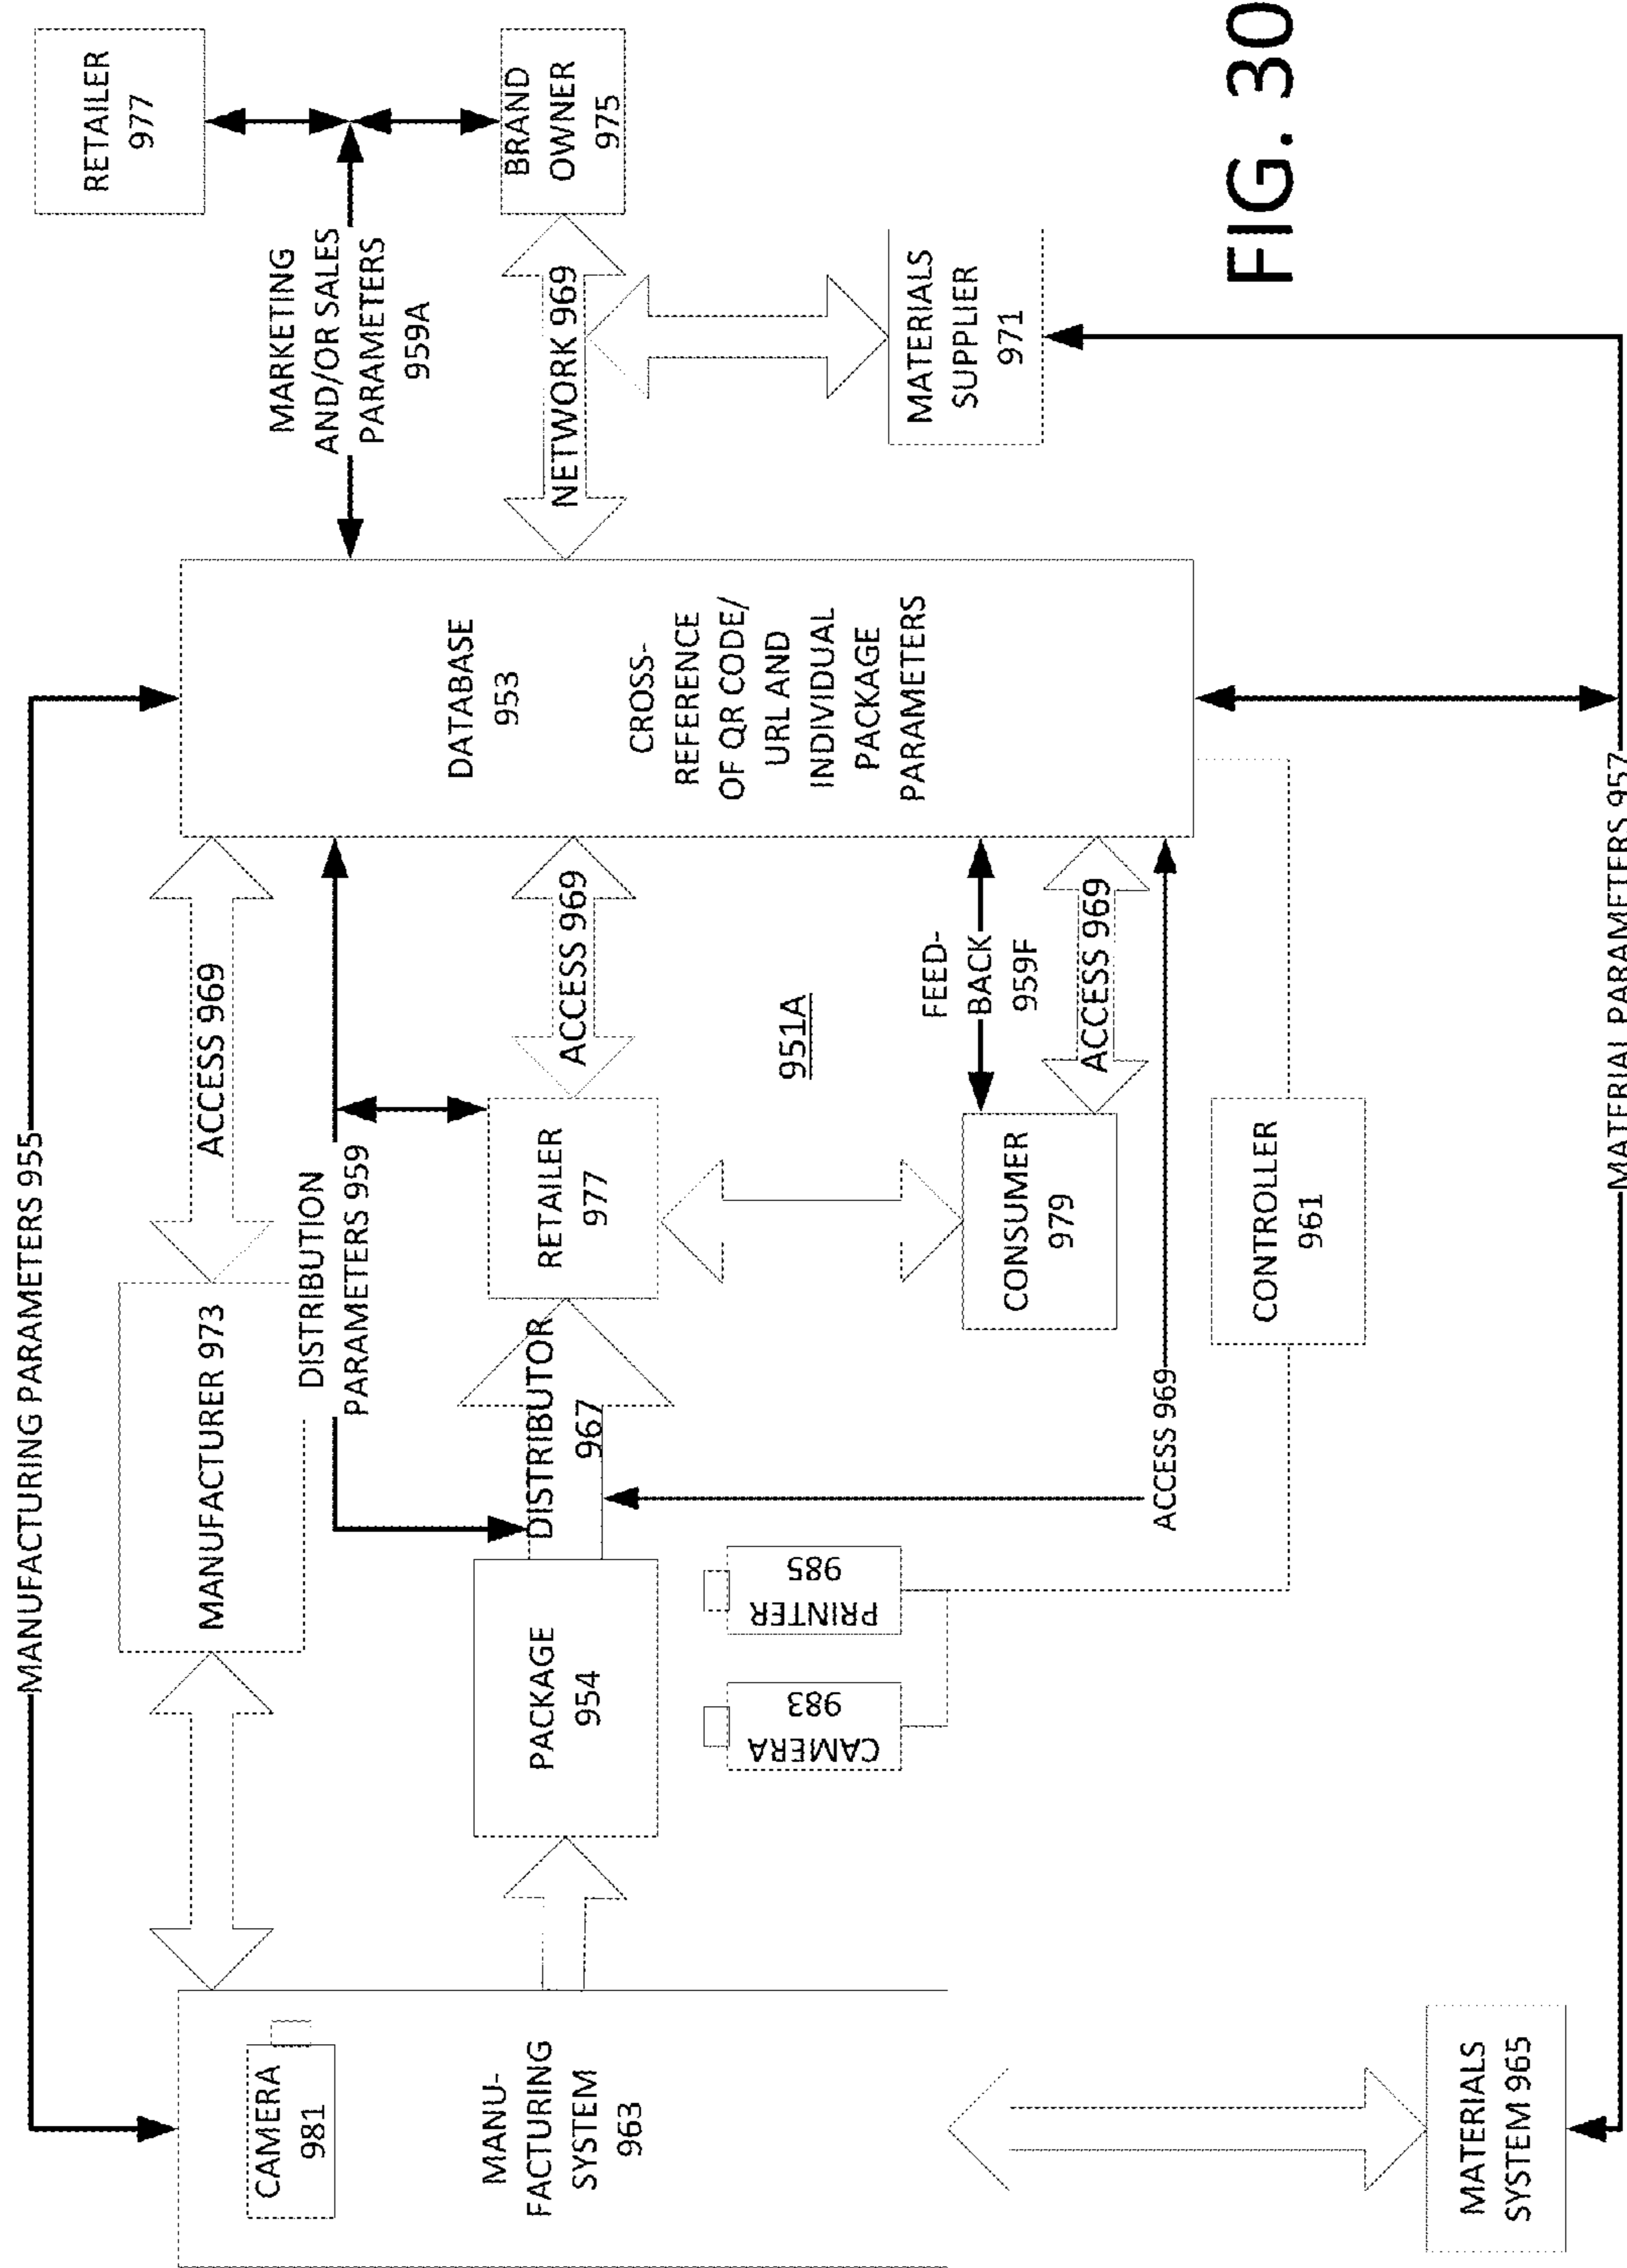 MANUFACTURING PARAMETERS 955
CAMERA
981
MANU-
FACTURING
SYSTEM
963
MATERIALS
SYSTEM 965
MANUFACTURER 973
ACCESS 969
DISTRIBUTION
PARAMETERS 959
PACKAGE
954
DISTRIBUTOR
967
CAMERA
983
PRINTER
985
RETAILER
977
ACCESS 969
951A
CONSUMER
979
FEED-
BACK
959F
ACCESS 969
ACCESS 969
CONTROLLER
961
DATABASE
953
CROSS-
REFERENCE
OF QR CODE/
URL AND
INDIVIDUAL
PACKAGE
PARAMETERS
MARKETING
AND/OR SALES
PARAMETERS
959A
NETWORK 969
RETAILER
977
BRAND
OWNER
975
MATERIALS
SUPPLIER
971
MATERIAL PARAMETERS 957
FIG. 30